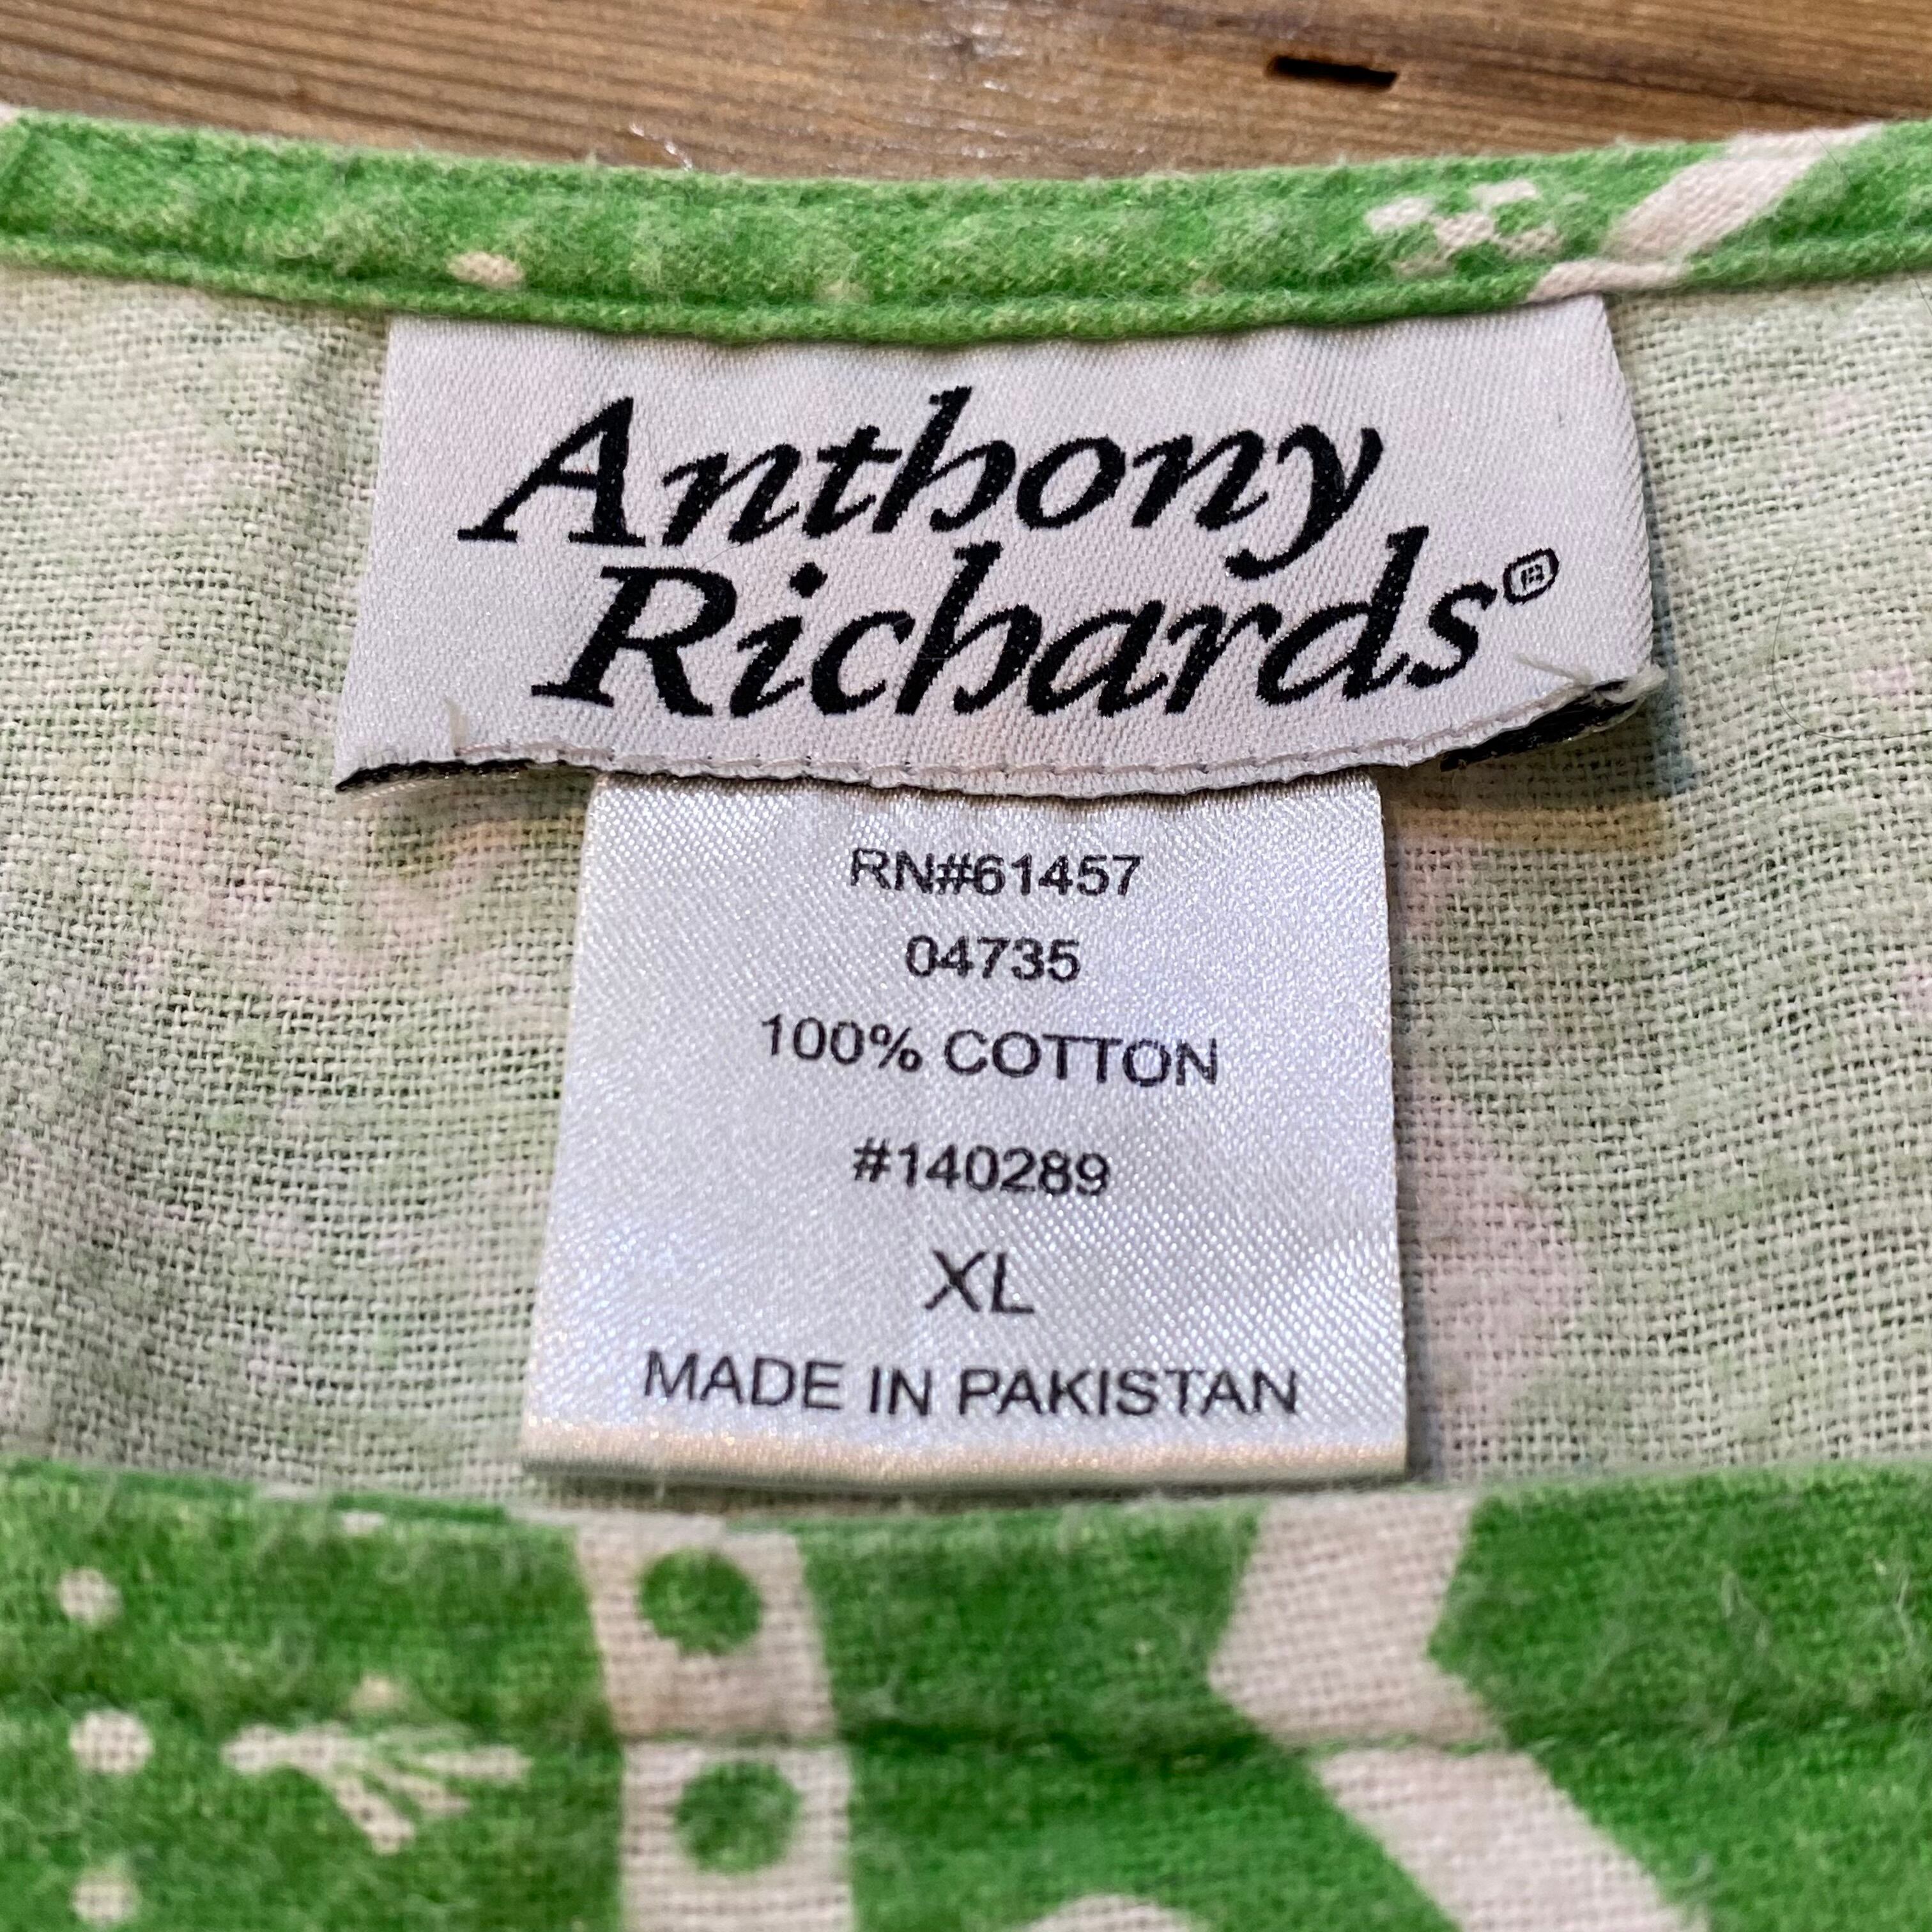 Anthony
Richards®
RN#61457
04735
100% COTTON
#140289
XL
MADE IN PAKISTAN